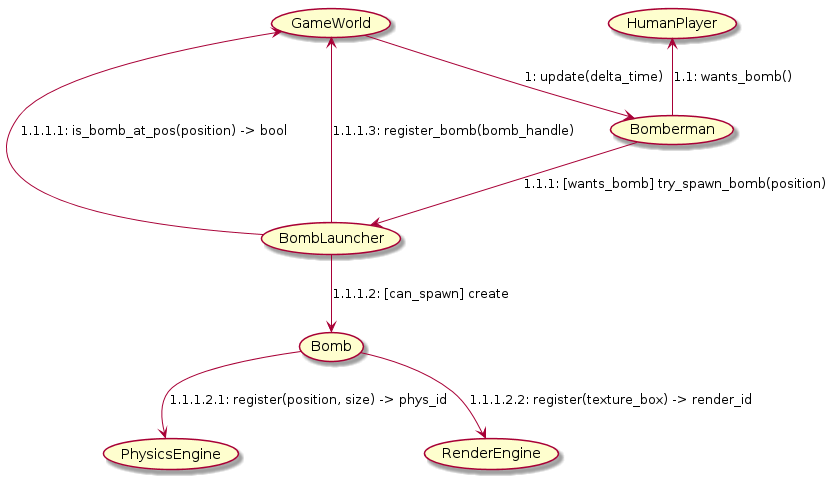 GameWorld
HumanPlayer
1: update(delta_time)
1.1: wants_bomb()
1.1.1.1: is_bomb_at_pos(position) -> bool
1.1.1.3: register_bomb(bomb_handle)
Bomberman
1.1.1: [wants_bomb] try_spawn_bomb(position)
BombLauncher
1.1.1.2: [can_spawn] create
Bomb
1.1.1.2.1: register(position, size) -> phys_id
1.1.1.2.2: register(texture_box) -> render_id
PhysicsEngine
RenderEngine